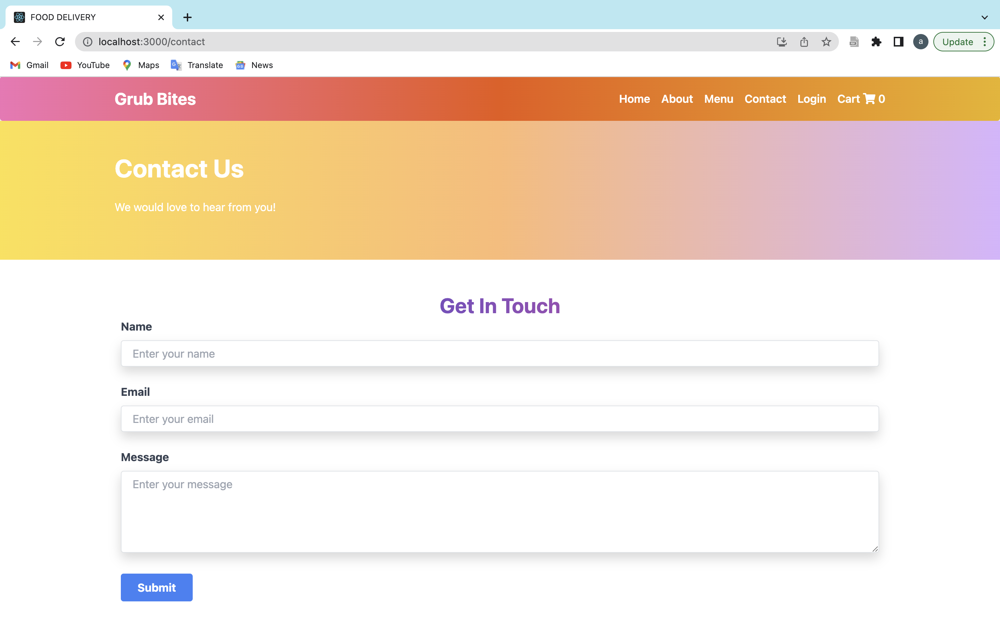 FOOD DELIVERY
localhost:3000/contact
a
Update
Gmail YouTube Maps Translate News
Grub Bites
Home About Menu Contact Login Cart 0
Contact Us
We would love to hear from you!
Get In Touch
Name
Enter your name
Email
Enter your email
Message
Enter your message
Submit